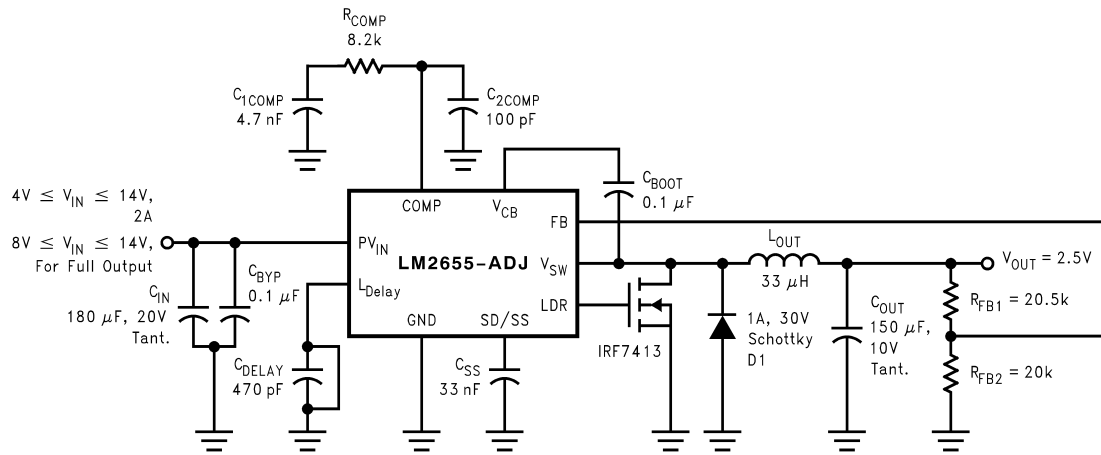 R_COMP
8.2k
C_1COMP
4.7 nF
C_2COMP
100 pF
C_BOOT
0.1 µF
4V ≤ V_IN ≤ 14V,
2A
8V ≤ V_IN ≤ 14V,
For Full Output
COMP
V_CB
FB
PV_IN
LM2655-ADJ
V_SW
L_Delay
LDR
GND
SD/SS
C_BYP
0.1 µF
C_IN
180 µF, 20V
Tant.
C_DELAY
470 pF
C_SS
33 nF
IRF7413
1A, 30V
Schottky
D1
L_OUT
33 µH
V_OUT = 2.5V
C_OUT
150 µF,
10V
Tant.
R_FB1 = 20.5k
R_FB2 = 20k